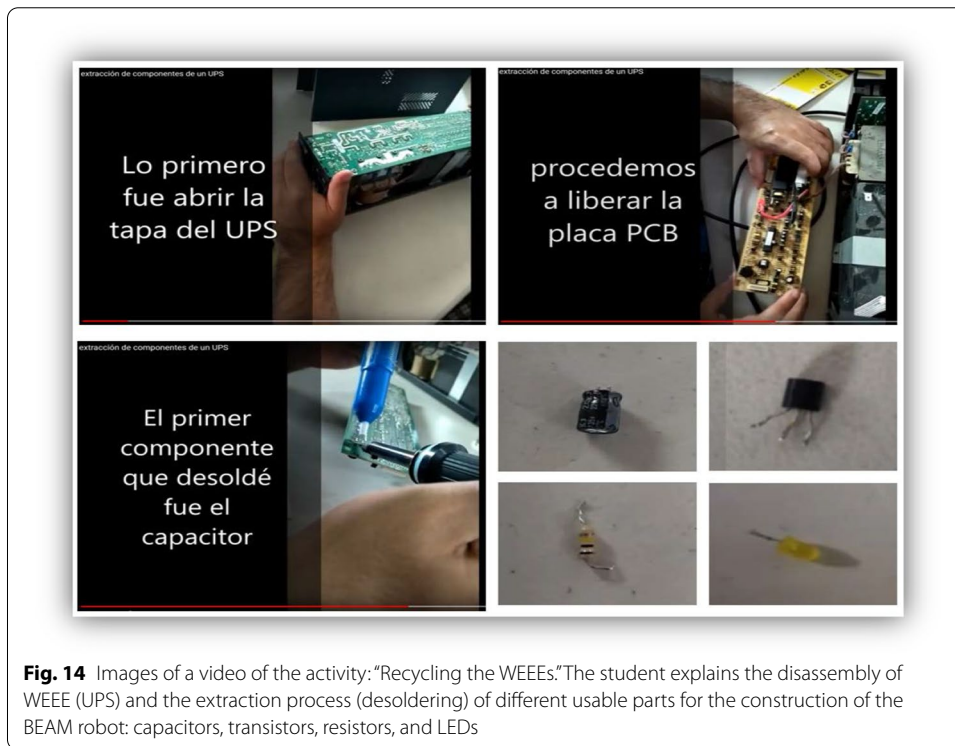 extracción de componentes de un UPS
Lo primero
fue abrir la
tapa del UPS
extracción de componentes de un UPS
procedemos
a liberar la
placa PCB
extracción de componentes de un UPS
El primer
componente
que desoldé
fue el
capacitor
Fig. 14 Images of a video of the activity: “Recycling the WEEEs.” The student explains the disassembly of
WEEE (UPS) and the extraction process (desoldering) of different usable parts for the construction of the
BEAM robot: capacitors, transistors, resistors, and LEDs